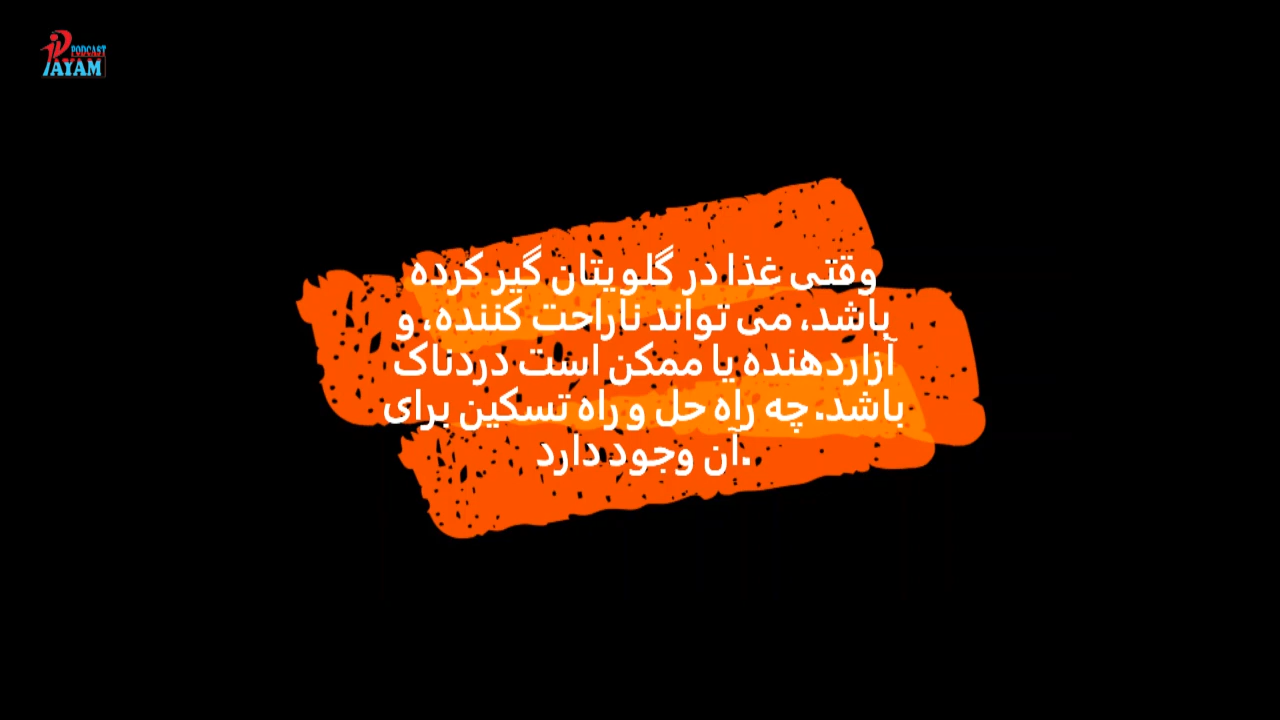 PODCAST
PAYAM
وقتی غذا در گلویتان گیر کرده
باشد، می تواند ناراحت کننده، و
آزاردهنده یا ممکن است دردناک
باشد. چه راه حل و راه تسکین برای
آن وجود دارد.